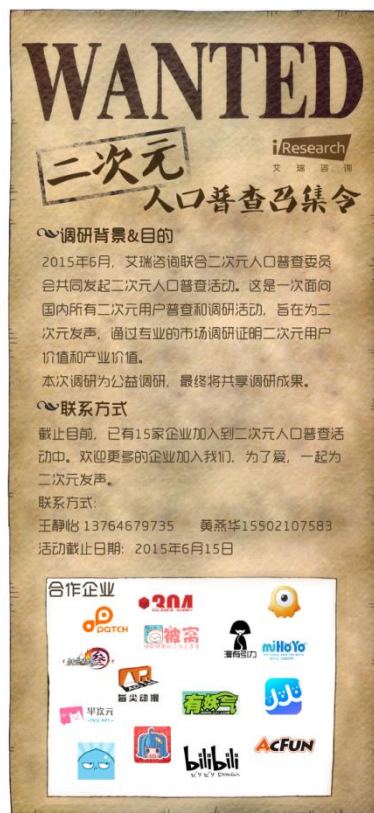 WANTED
二次元
iResearch
艾 瑞 咨 询
人口普查召集令
调研背景&目的
2015年6月，艾瑞咨询联合二次元人口普查委员
会共同发起二次元人口普查活动。这是一次面向
国内所有二次元用户普查和调研活动，旨在为二
次元发声，通过专业的市场调研证明二次元用户
价值和产业价值。
本次调研为公益调研，最终将共享调研成果。
联系方式
截止目前，已有15家企业加入到二次元人口普查活
动中。欢迎更多的企业加入我们，为了爱，一起为
二次元发声。
联系方式：
王静怡 13764679735 黄燕华15902107583
活动截止日期：2015年6月15日
合作企业
304
PATCH
被窝
漫有引力
miHoYo
叁
指尖动漫
有妖气
JUJU
半次元
bilibili
ACFUN